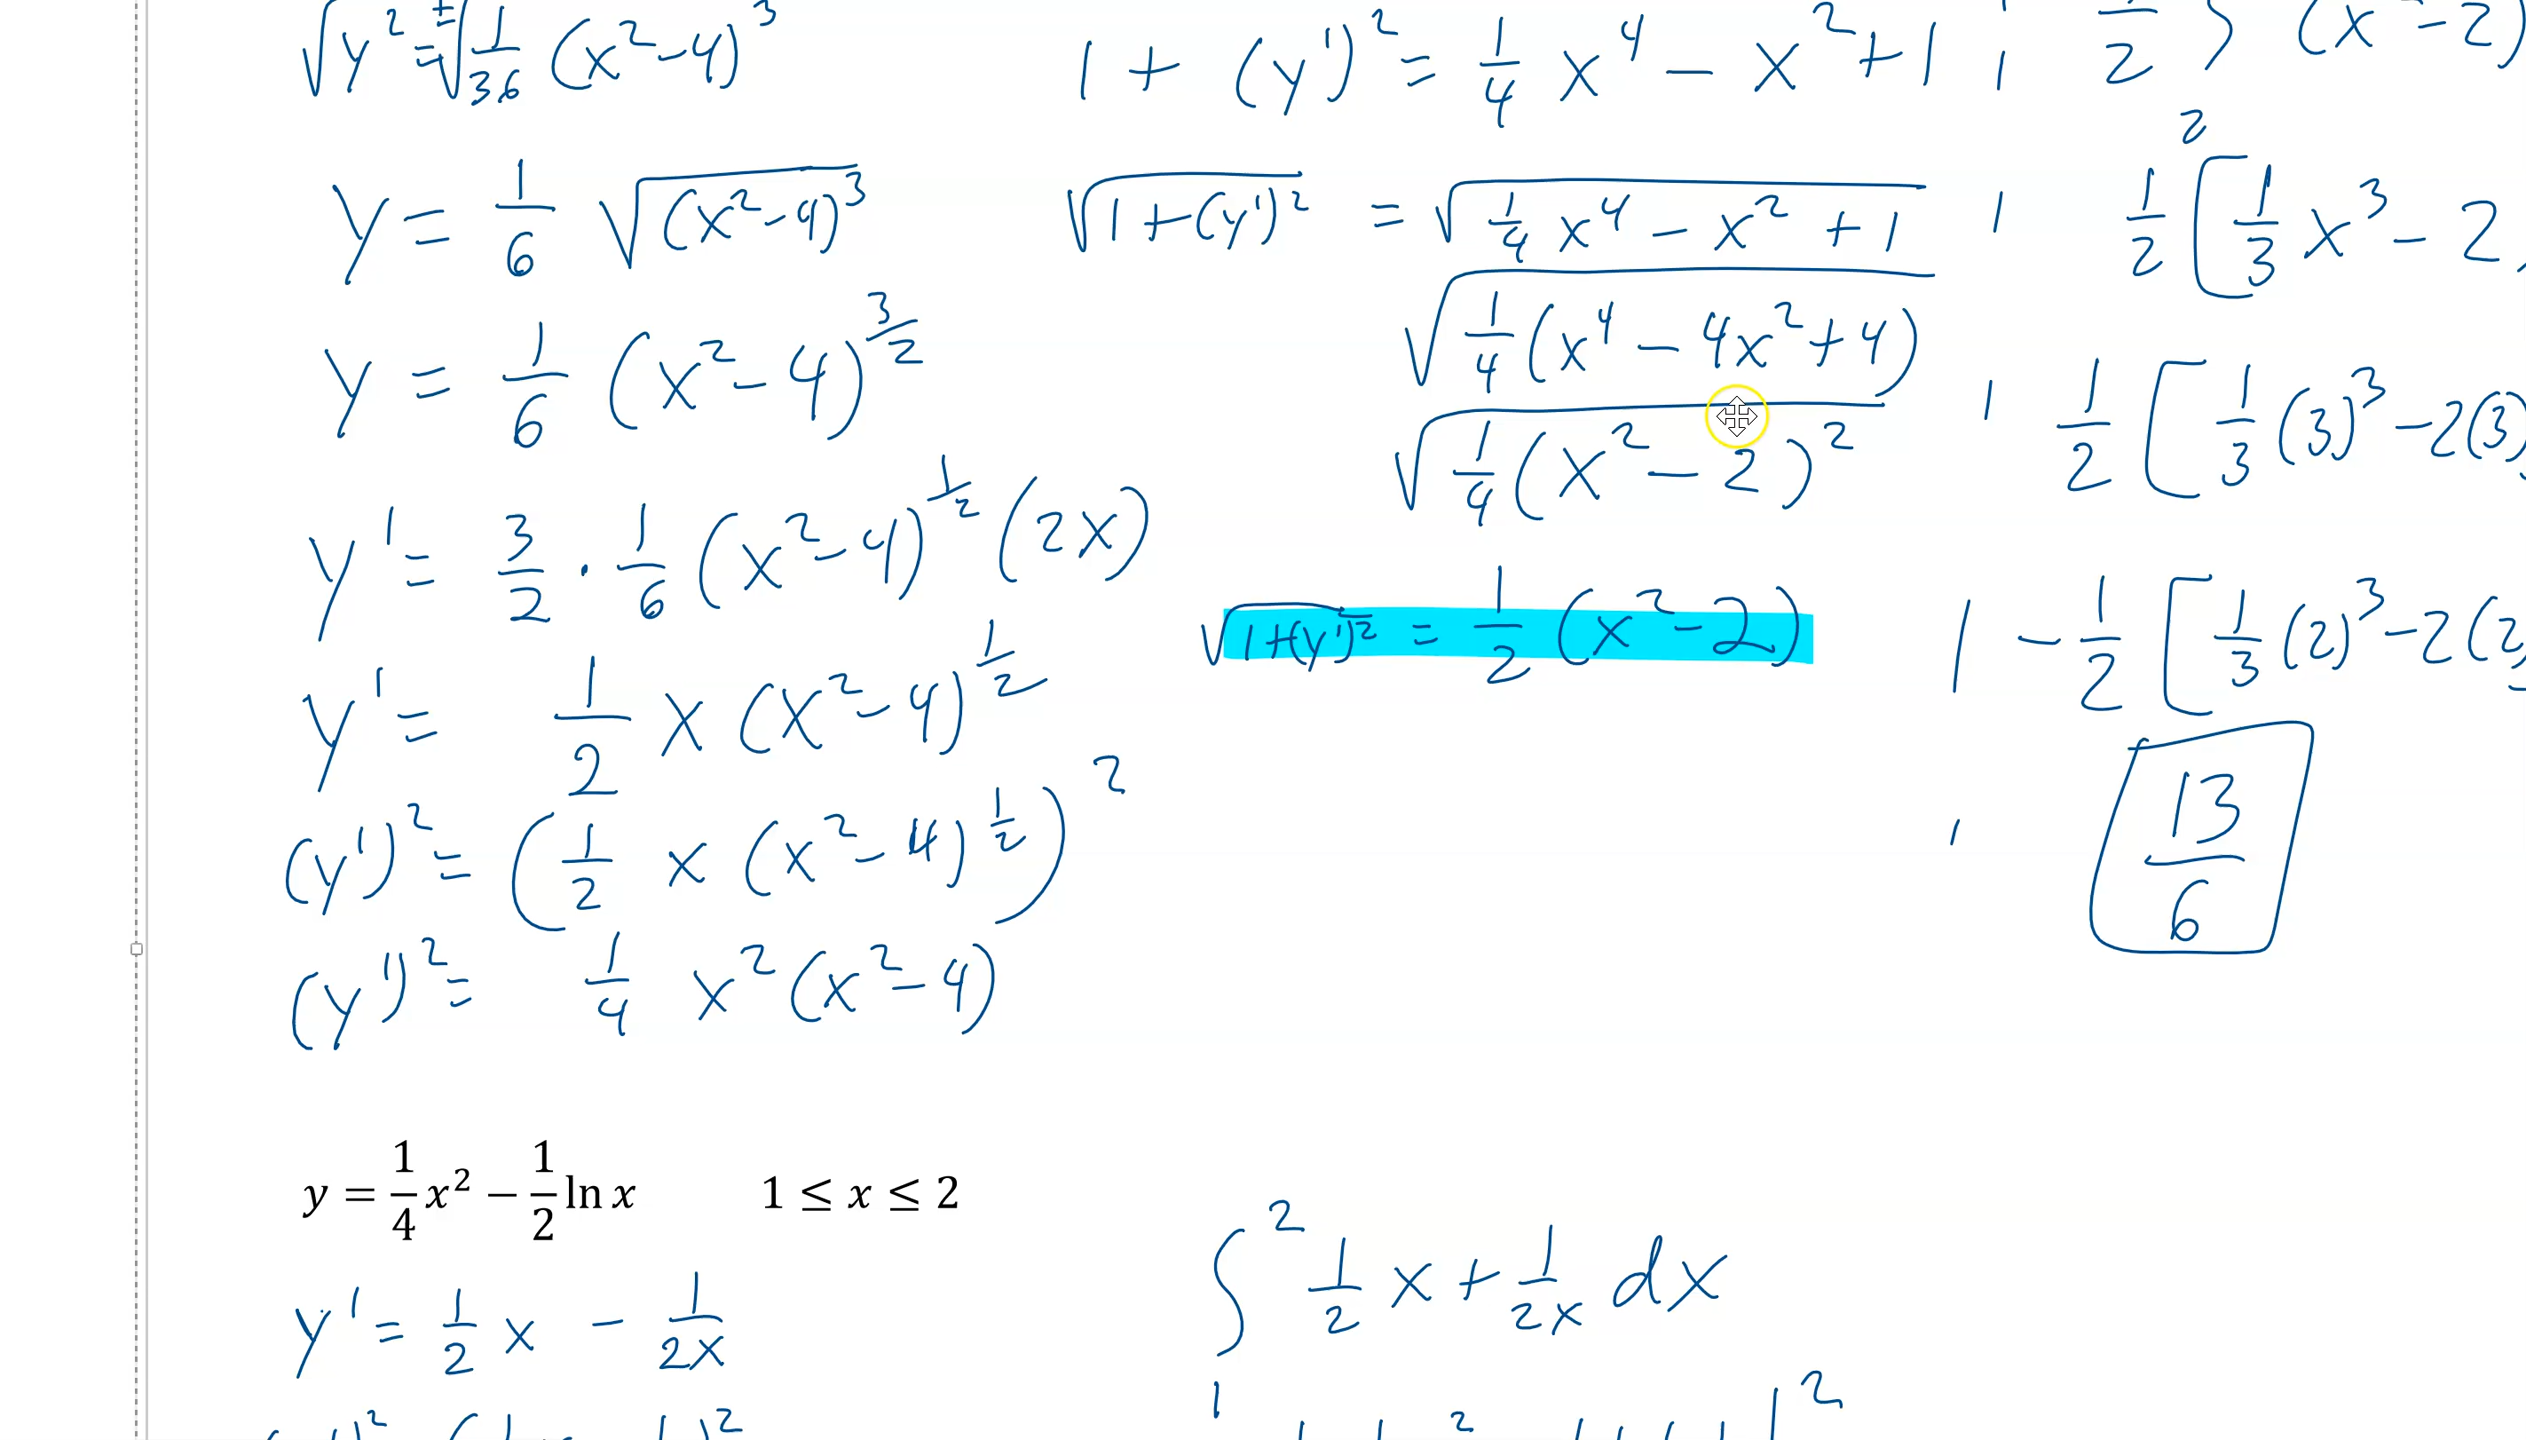 √y² = ±√1/36 (x²-4)³
y = 1/6 √(x²-4)³
y = 1/6 (x²-4)^3/2
y' = 3/2 · 1/6 (x²-4)^1/2 (2x)
y' = 1/2 x (x²-4)^1/2
(y')² = (1/2 x (x²-4)^1/2)²
(y')² = 1/4 x² (x²-4)
1 + (y')² = 1/4 x⁴ - x² + 1
√1+(y')² = √1/4 x⁴ - x² + 1
√1/4 (x⁴ - 4x² + 4)
√1/4 (x² - 2)²
√1+(y')² = 1/2 (x² - 2)
1/2 ∫ (x² - 2)
2
1/2 [1/3 x³ - 2
1/2 [1/3 (3)³ - 2(3)
- 1/2 [1/3 (2)³ - 2(2
13/6
y = 1/4 x² - 1/2 ln x 1 ≤ x ≤ 2
y' = 1/2 x - 1/2x
∫₁² 1/2 x + 1/2x dx